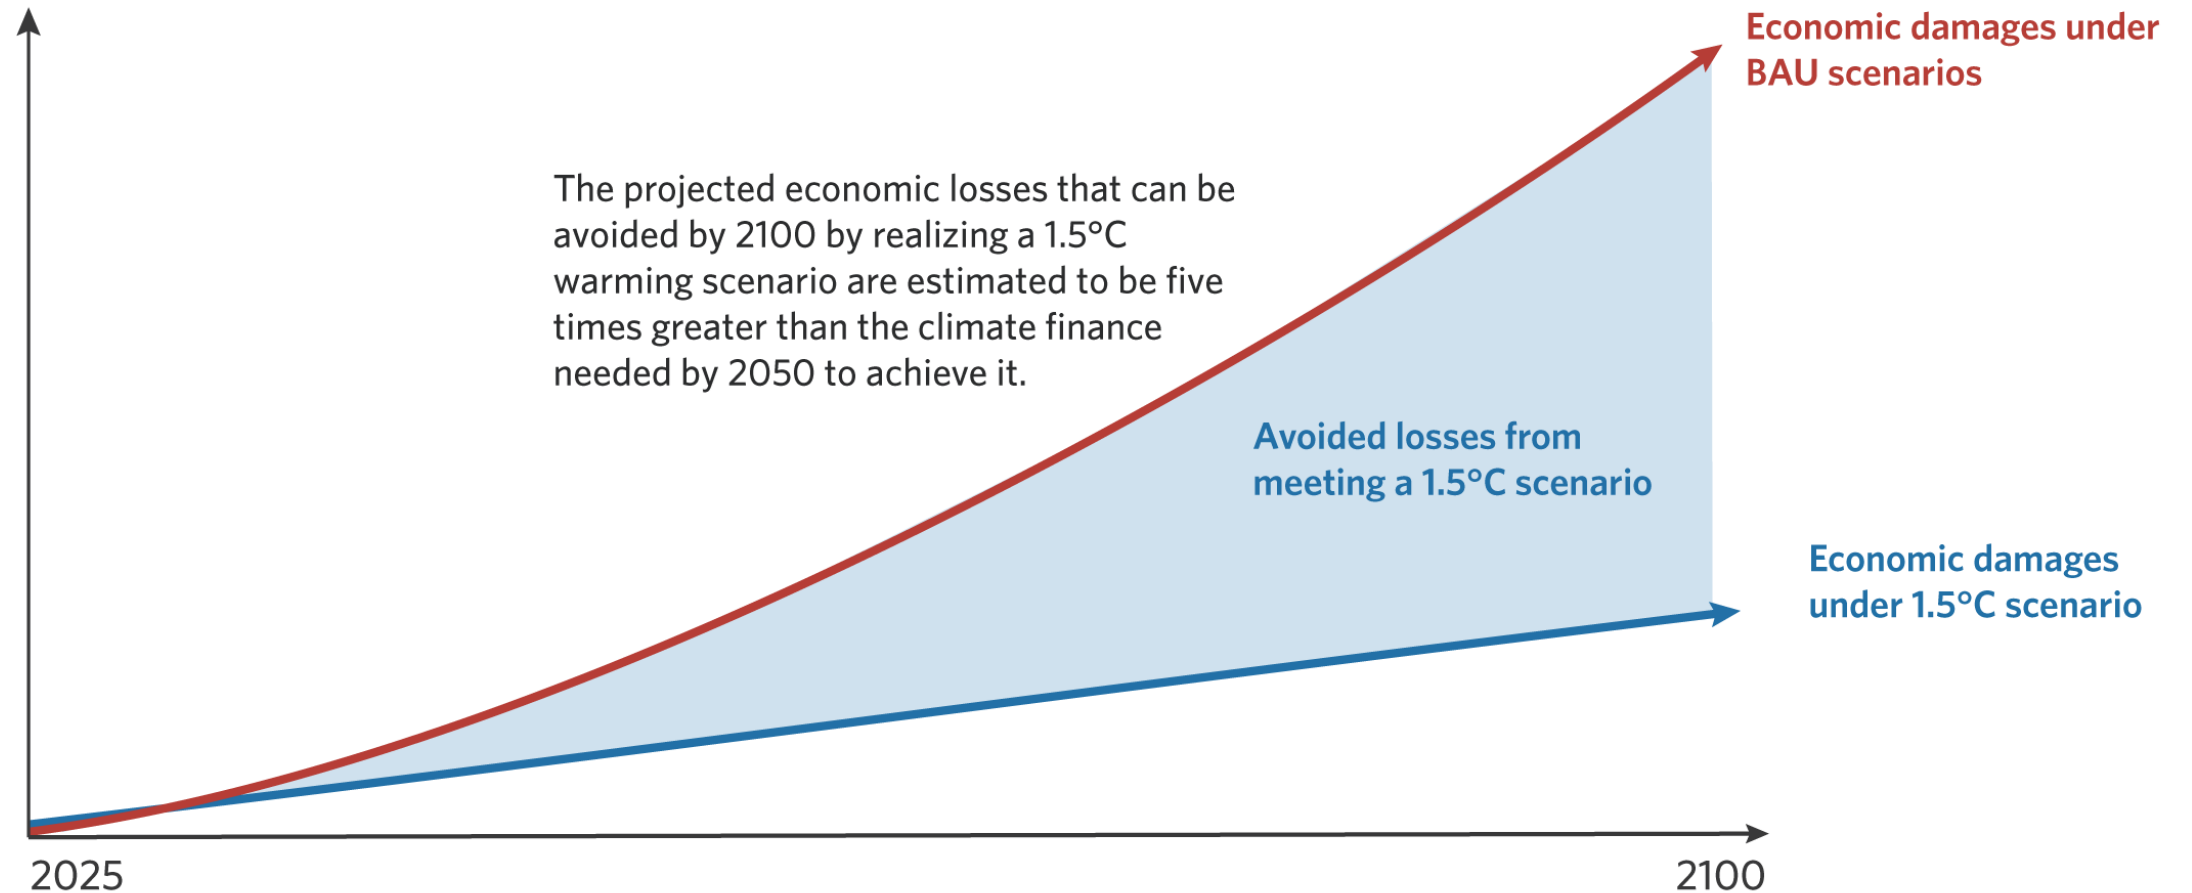 Economic damages under
BAU scenarios
The projected economic losses that can be
avoided by 2100 by realizing a 1.5°C
warming scenario are estimated to be five
times greater than the climate finance
needed by 2050 to achieve it.
Avoided losses from
meeting a 1.5°C scenario
Economic damages
under 1.5°C scenario
2025
2100